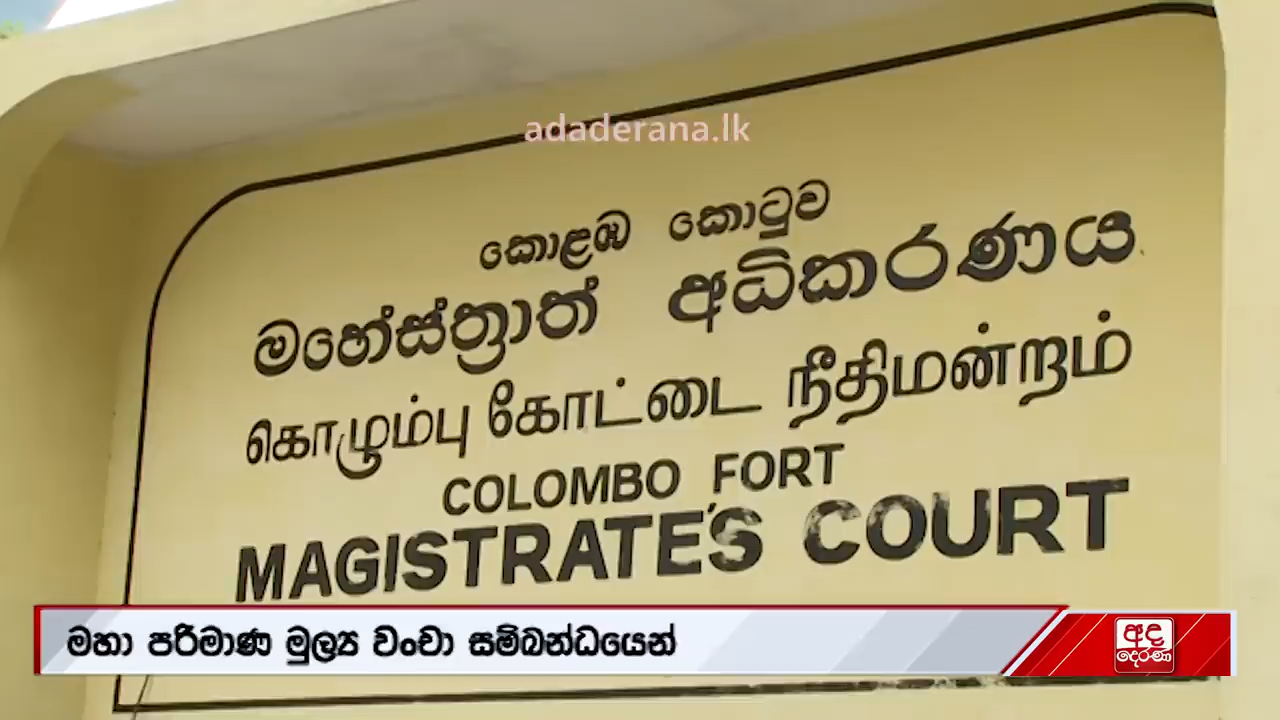 adaderana.lk
කොළඹ කොටුව
මහේස්ත්‍රාත් අධිකරණය
கொழும்பு கோட்டை நீதிமன்றம்
COLOMBO FORT
MAGISTRATE'S COURT
මහා පරිමාණ මුල්‍ය වංචා සම්බන්ධයෙන්
අද
දෙරණ